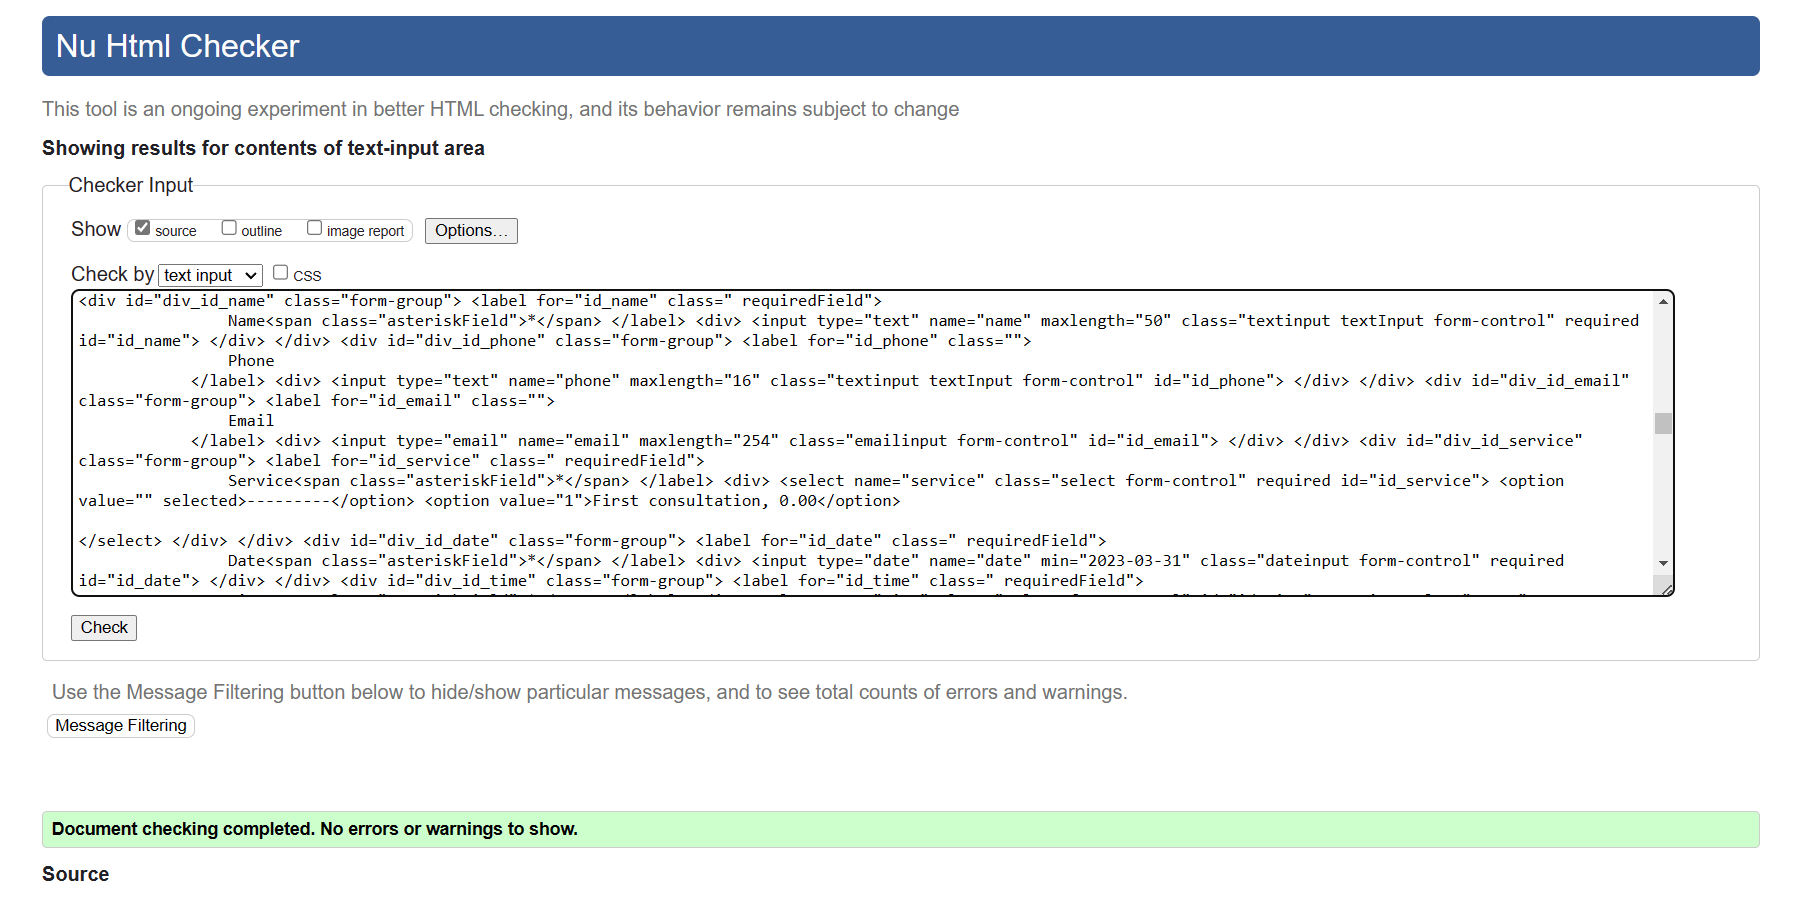 Nu Html Checker
This tool is an ongoing experiment in better HTML checking, and its behavior remains subject to change
Showing results for contents of text-input area
Checker Input
Show source outline image report Options...
Check by text input CSS
<div id="div_id_name" class="form-group"> <label for="id_name" class=" requiredField">
Name<span class="asteriskField">*</span> </label> <div> <input type="text" name="name" maxlength="50" class="textinput textInput form-control" required
id="id_name"> </div> </div> <div id="div_id_phone" class="form-group"> <label for="id_phone" class="">
Phone
</label> <div> <input type="text" name="phone" maxlength="16" class="textinput textInput form-control" id="id_phone"> </div> </div> <div id="div_id_email"
class="form-group"> <label for="id_email" class="">
Email
</label> <div> <input type="email" name="email" maxlength="254" class="emailinput form-control" id="id_email"> </div> </div> <div id="div_id_service"
class="form-group"> <label for="id_service" class=" requiredField">
Service<span class="asteriskField">*</span> </label> <div> <select name="service" class="select form-control" required id="id_service"> <option
value="" selected>---------</option> <option value="1">First consultation, 0.00</option>
</select> </div> </div> <div id="div_id_date" class="form-group"> <label for="id_date" class=" requiredField">
Date<span class="asteriskField">*</span> </label> <div> <input type="date" name="date" min="2023-03-31" class="dateinput form-control" required
id="id_date"> </div> </div> <div id="div_id_time" class="form-group"> <label for="id_time" class=" requiredField">
Check
Use the Message Filtering button below to hide/show particular messages, and to see total counts of errors and warnings.
Message Filtering
Document checking completed. No errors or warnings to show.
Source